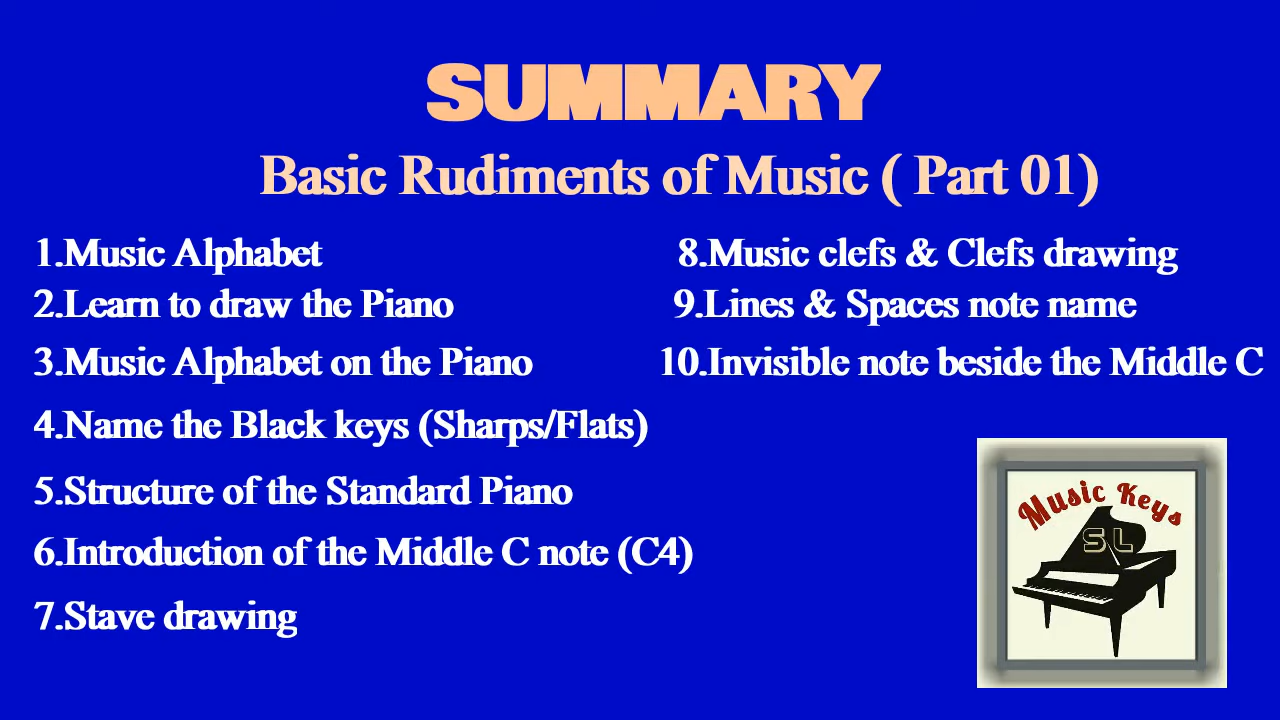 SUMMARY
Basic Rudiments of Music ( Part 01)
1.Music Alphabet
2.Learn to draw the Piano
3.Music Alphabet on the Piano
4.Name the Black keys (Sharps/Flats)
5.Structure of the Standard Piano
6.Introduction of the Middle C note (C4)
7.Stave drawing
8.Music clefs & Clefs drawing
9.Lines & Spaces note name
10.Invisible note beside the Middle C
Music Keys
SL